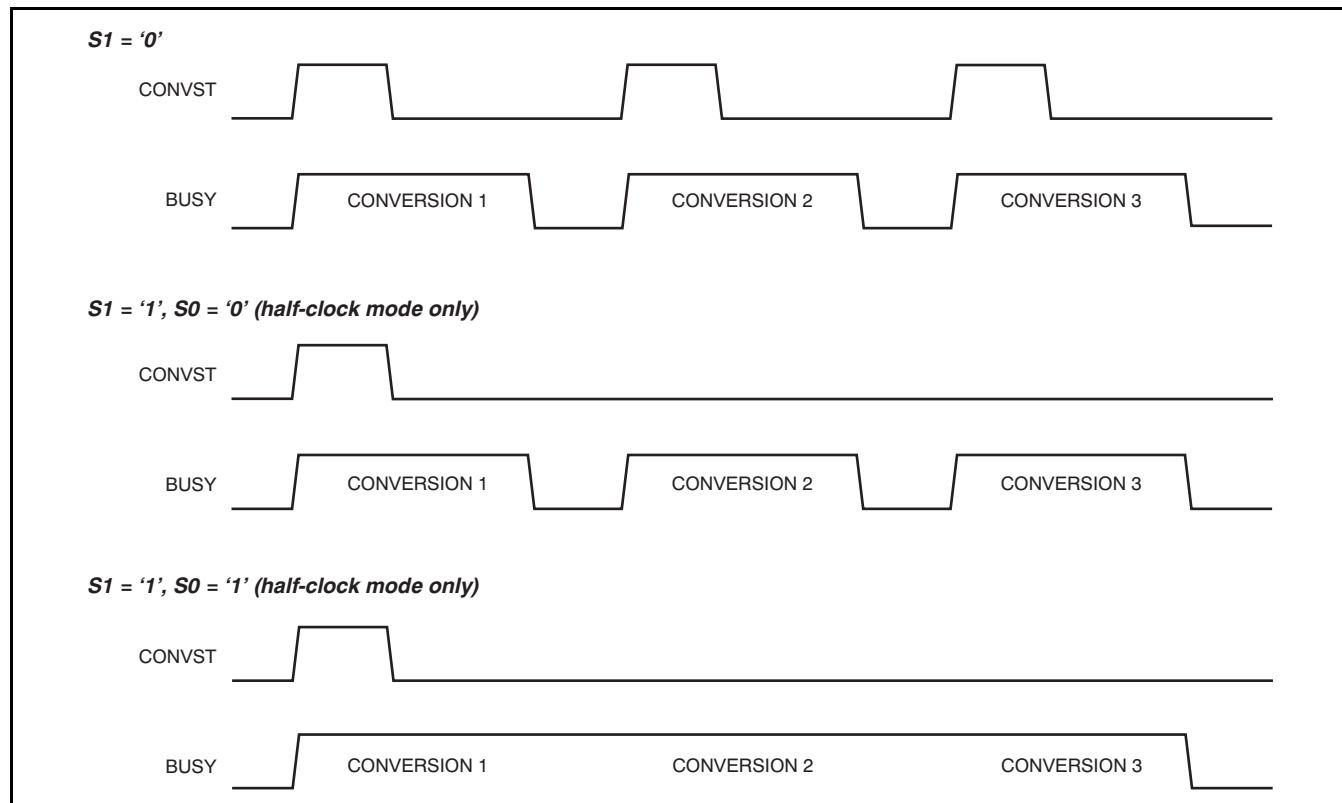 S1 = ‘0’
CONVST
BUSY
CONVERSION 1
CONVERSION 2
CONVERSION 3
S1 = ‘1’, S0 = ‘0’ (half-clock mode only)
CONVST
BUSY
CONVERSION 1
CONVERSION 2
CONVERSION 3
S1 = ‘1’, S0 = ‘1’ (half-clock mode only)
CONVST
BUSY
CONVERSION 1
CONVERSION 2
CONVERSION 3